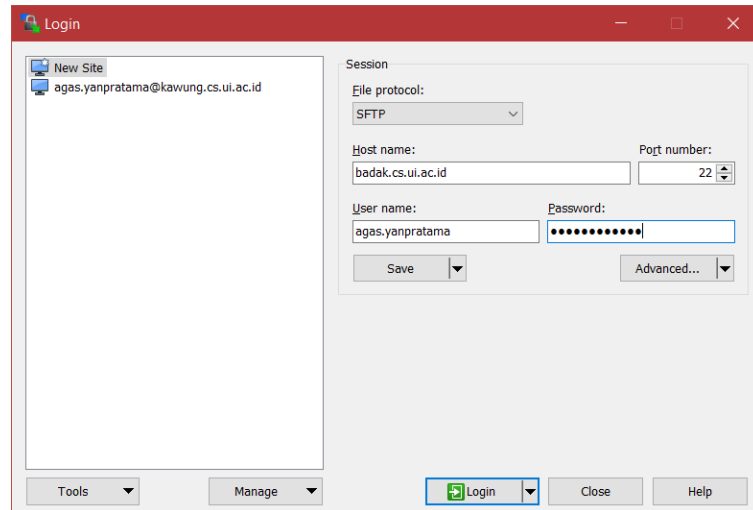 Login
New Site
agas.yanpratama@kawung.cs.ui.ac.id
Session
File protocol:
SFTP
Host name:
Port number:
badak.cs.ui.ac.id
22
User name:
Password:
agas.yanpratama
●●●●●●●●●●●●
Save
Advanced...
Tools
Manage
Login
Close
Help